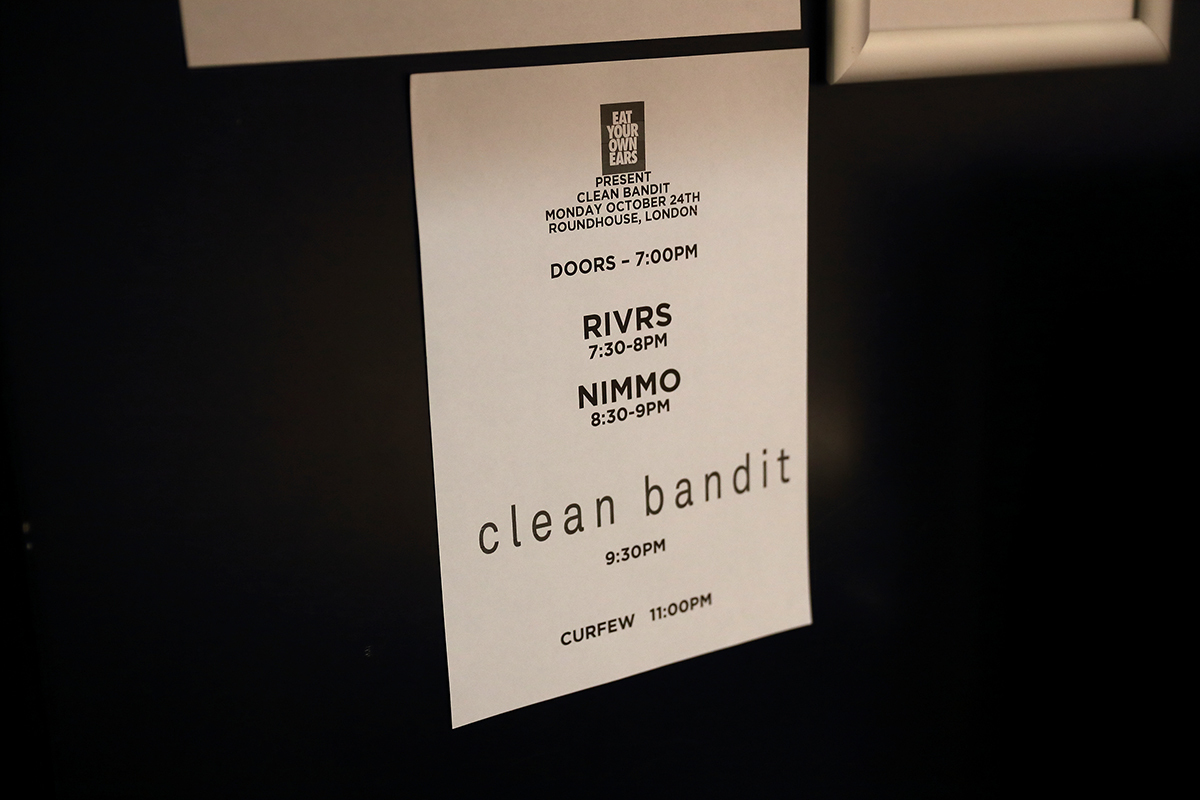 EAT
YOUR
OWN
EARS
PRESENT
CLEAN BANDIT
MONDAY OCTOBER 24TH
ROUNDHOUSE, LONDON
DOORS – 7:00PM
RIVRS
7:30-8PM
NIMMO
8:30-9PM
clean bandit
9:30PM
CURFEW 11:00PM